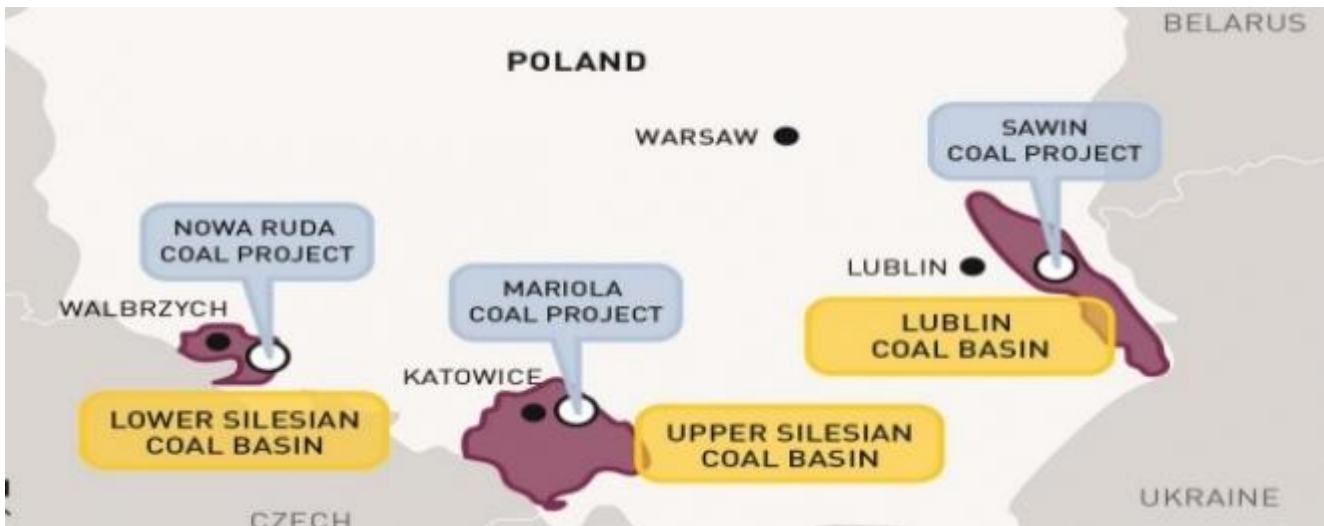 BELARUS
POLAND
WARSAW
SAWIN
COAL PROJECT
NOWA RUDA
COAL PROJECT
LUBLIN
MARIOLA
COAL PROJECT
WALBRZYCH
LUBLIN
COAL BASIN
KATOWICE
LOWER SILESIAN
COAL BASIN
UPPER SILESIAN
COAL BASIN
UKRAINE
CZECH